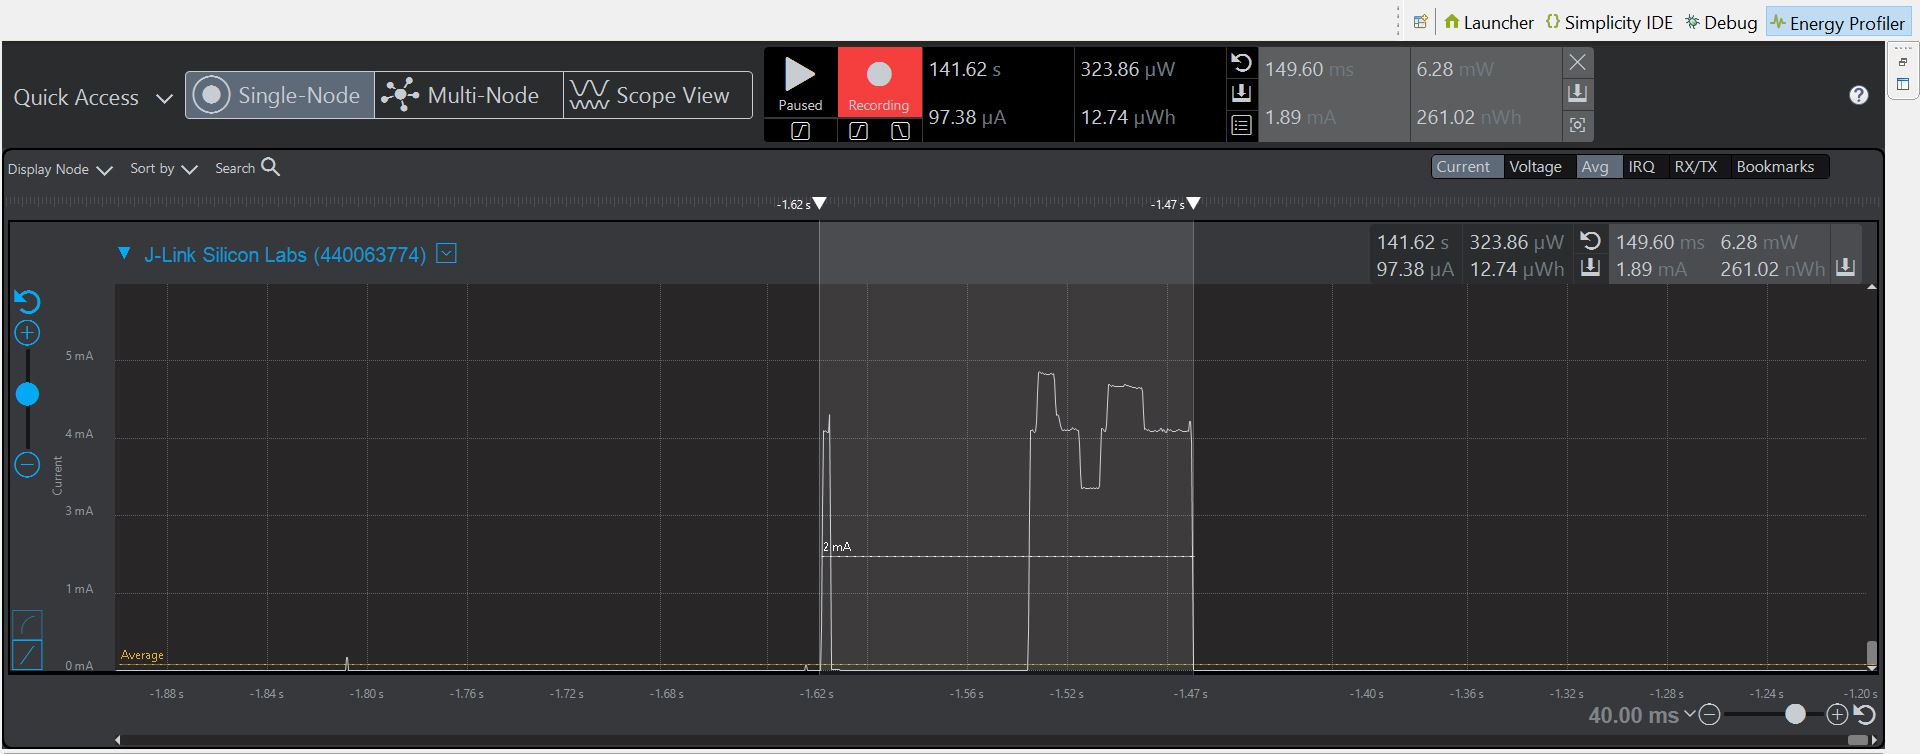 Launcher Simplicity IDE Debug Energy Profiler
Quick Access Single-Node Multi-Node Scope View
Paused Recording
141.62 s 323.86 µW 149.60 ms 6.28 mW
97.38 µA 12.74 µWh 1.89 mA 261.02 nWh
?
Display Node Sort by Search Current Voltage Avg IRQ RX/TX Bookmarks
-1.62 s -1.47 s
J-Link Silicon Labs (440063774)
141.62 s 323.86 µW 149.60 ms 6.28 mW
97.38 µA 12.74 µWh 1.89 mA 261.02 nWh
5 mA
4 mA
Current
3 mA
2 mA
1 mA
Average
0 mA
-1.88 s -1.84 s -1.80 s -1.76 s -1.72 s -1.68 s -1.62 s -1.56 s -1.52 s -1.47 s -1.40 s -1.36 s -1.32 s -1.28 s -1.24 s -1.20 s
40.00 ms